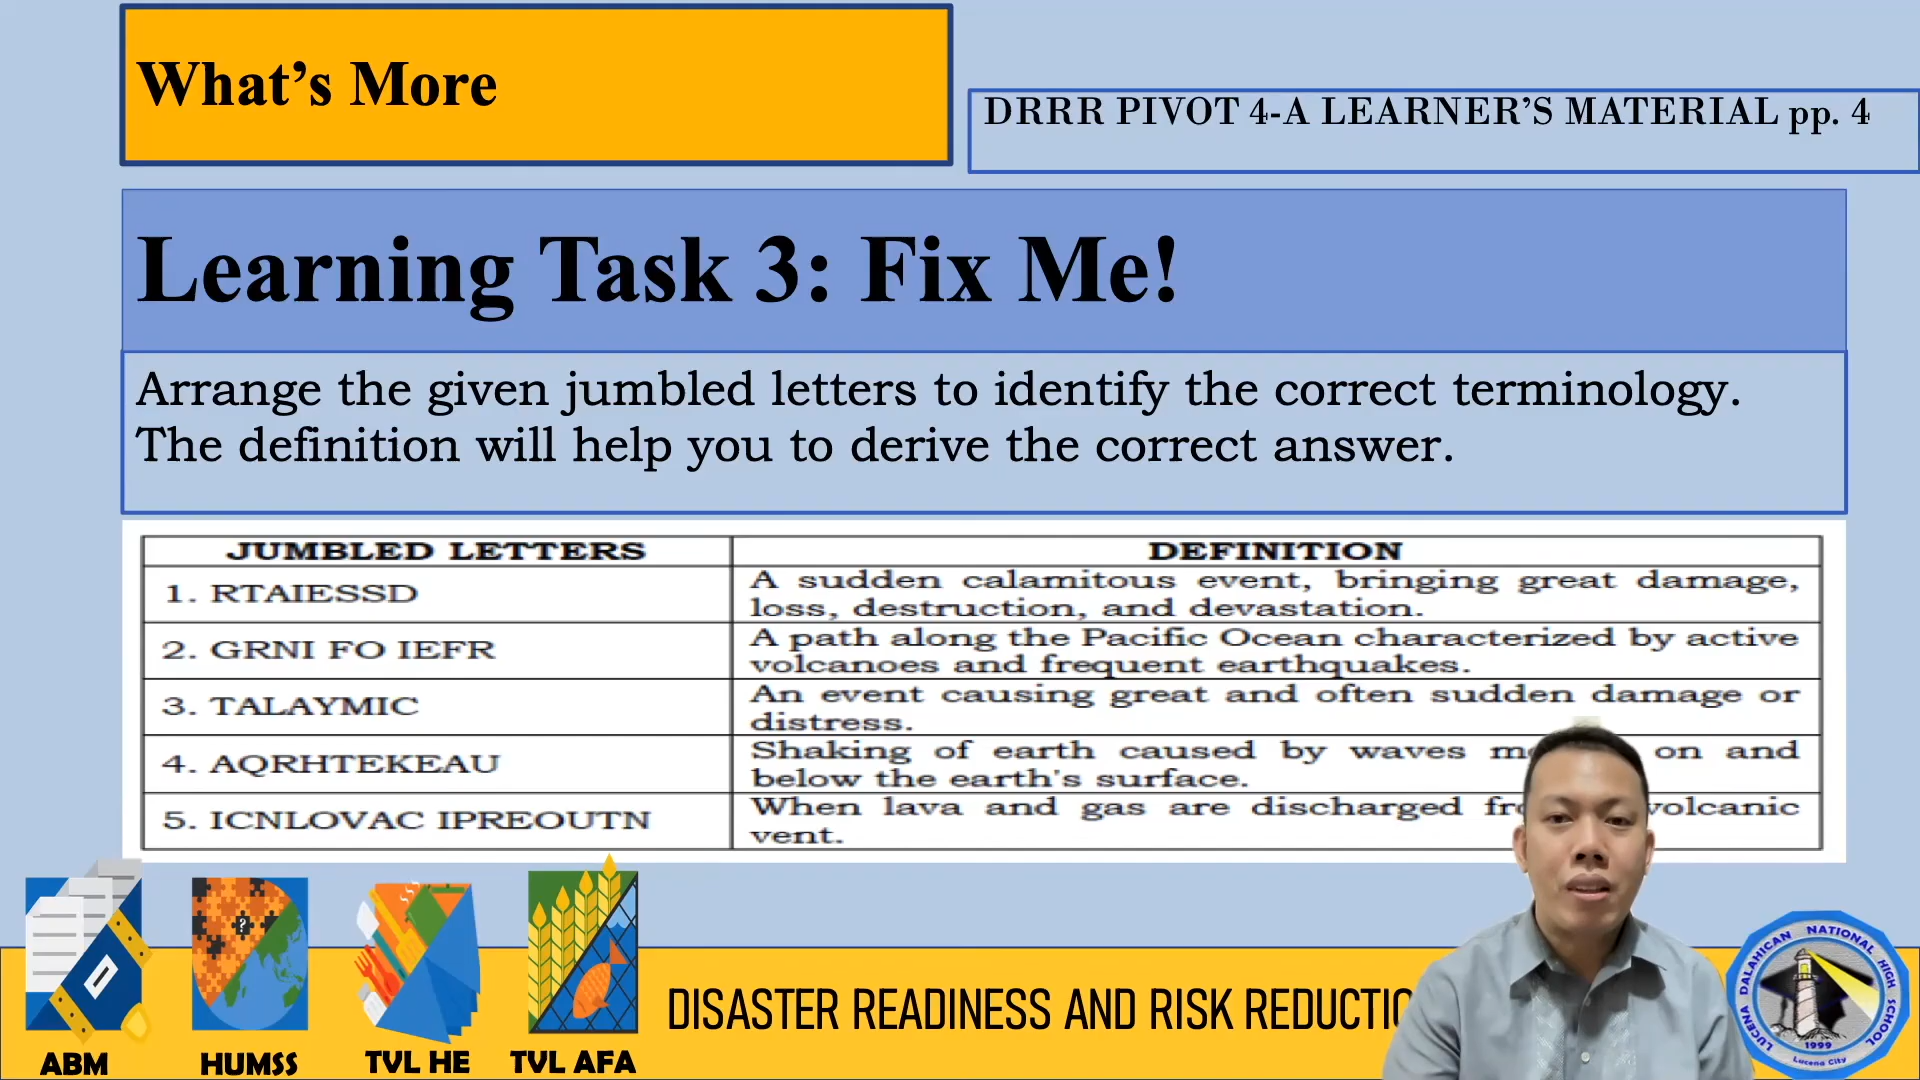 What's More
DRRR PIVOT 4-A LEARNER'S MATERIAL pp. 4
Learning Task 3: Fix Me!
Arrange the given jumbled letters to identify the correct terminology.
The definition will help you to derive the correct answer.
JUMBLED LETTERS DEFINITION
1. RTAIESSD
A sudden calamitous event, bringing great damage,
loss, destruction, and devastation.
2. GRNI FO IEFR
A path along the Pacific Ocean characterized by active
volcanoes and frequent earthquakes.
3. TALAYMIC
An event causing great and often sudden damage or
distress.
4. AQRHTEKEAU
Shaking of earth caused by waves on and
below the earth's surface.
5. ICNLOVAC IPREOUTN
When lava and gas are discharged volcanic
vent.
?
ABM
HUMSS
TVL HE
TVL AFA
DISASTER READINESS AND RISK
LUCENA DALAHICAN NATIONAL HIGH SCHOOL
1999
Lucena City